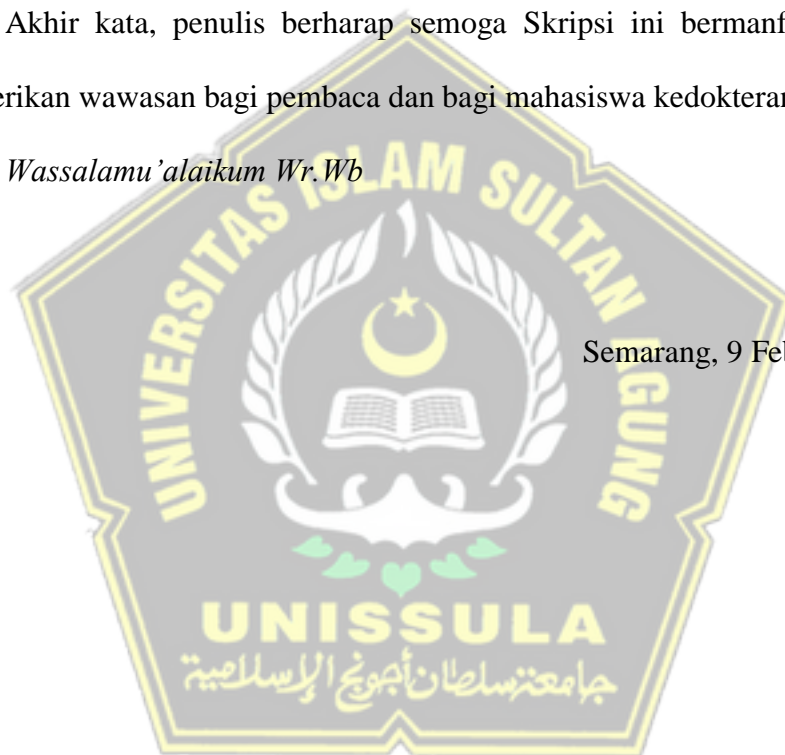 Akhir kata, penulis berharap semoga Skripsi ini bermanf
erikan wawasan bagi pembaca dan bagi mahasiswa kedokteran
Wassalamu’alaikum Wr.Wb
UNIVERSITAS ISLAM SULTAN AGUNG
Semarang, 9 Feb
UNISSULA
جامعة سلطان أجونج الإسلامية